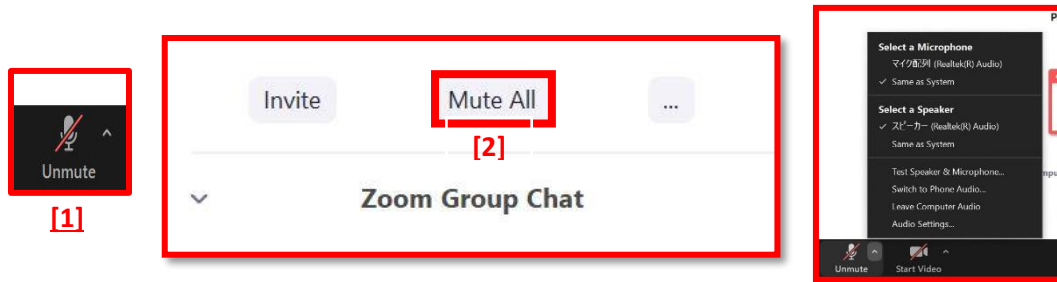 Unmute
[1]
Invite
Mute All
...
[2]
Zoom Group Chat
Select a Microphone
マイク配列 (Realtek(R) Audio)
✓ Same as System
Select a Speaker
✓ スピーカー (Realtek(R) Audio)
Same as System
Test Speaker & Microphone...
Switch to Phone Audio...
Leave Computer Audio
Audio Settings...
Unmute
Start Video